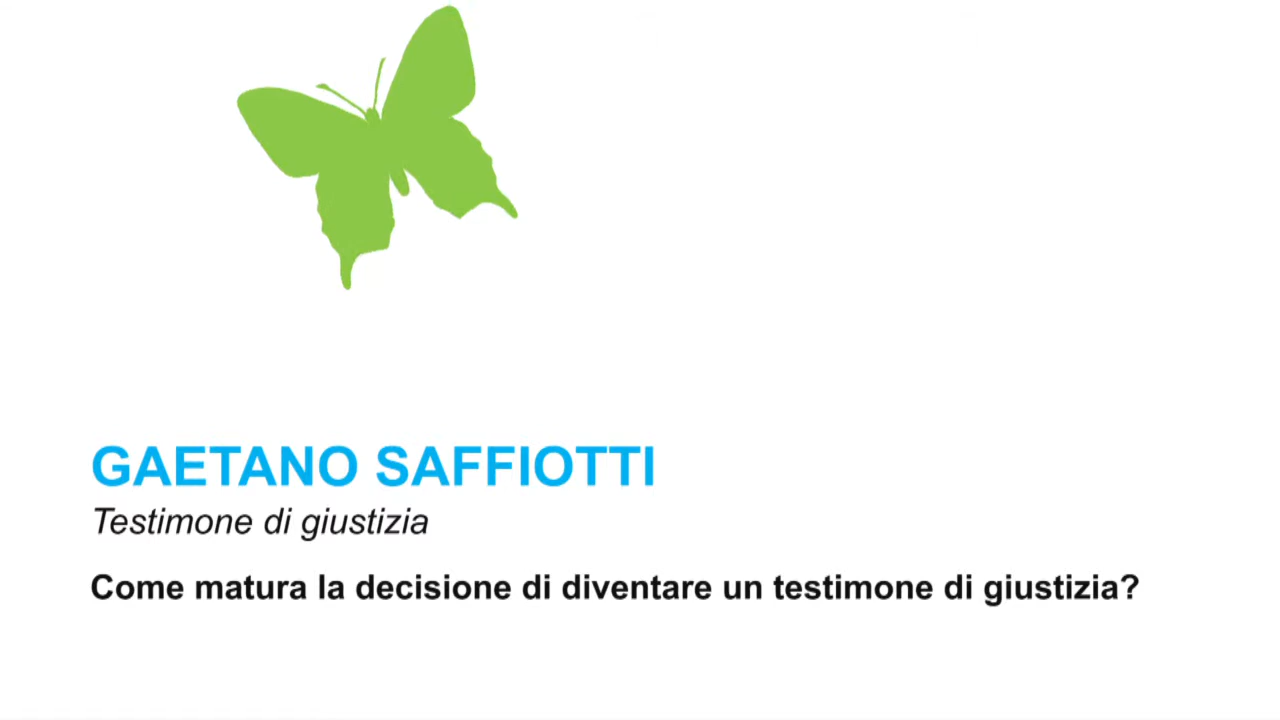 GAETANO SAFFIOTTI
Testimone di giustizia
Come matura la decisione di diventare un testimone di giustizia?